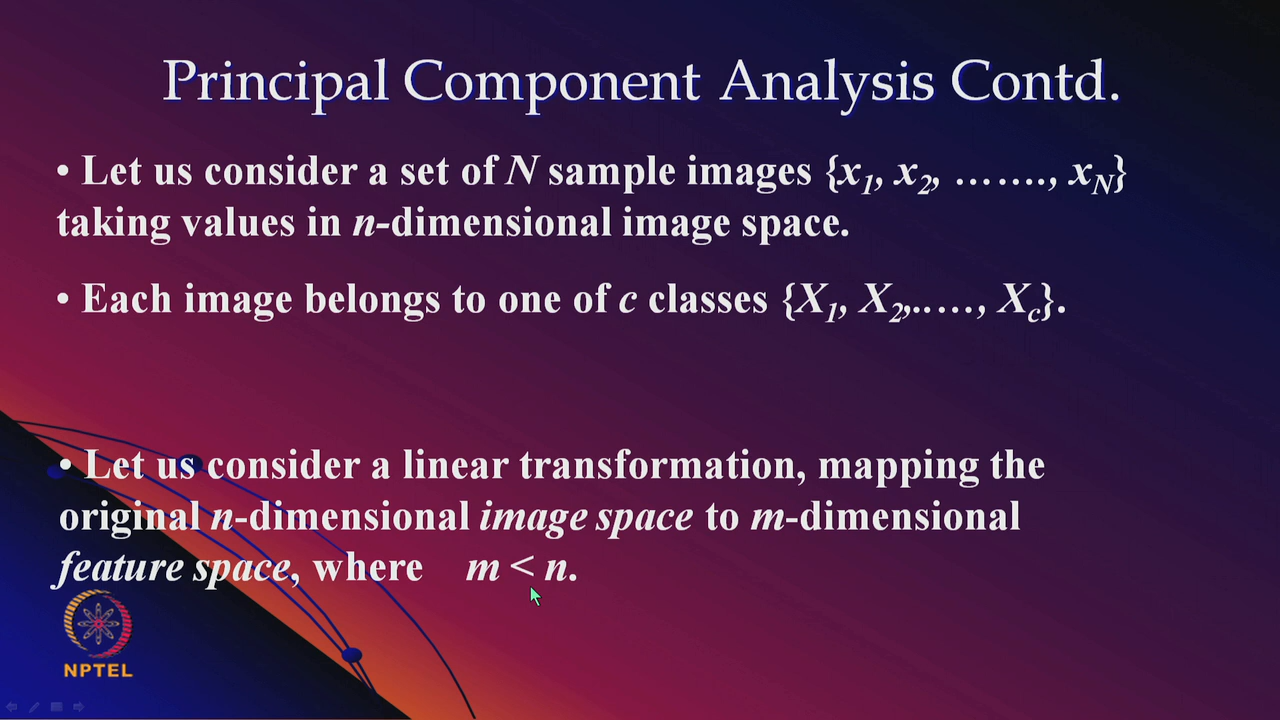 Principal Component Analysis Contd.
• Let us consider a set of N sample images {x1, x2, ……., xN}
taking values in n-dimensional image space.
• Each image belongs to one of c classes {X1, X2,.…., Xc}.
• Let us consider a linear transformation, mapping the
original n-dimensional image space to m-dimensional
feature space, where m < n.
NPTEL